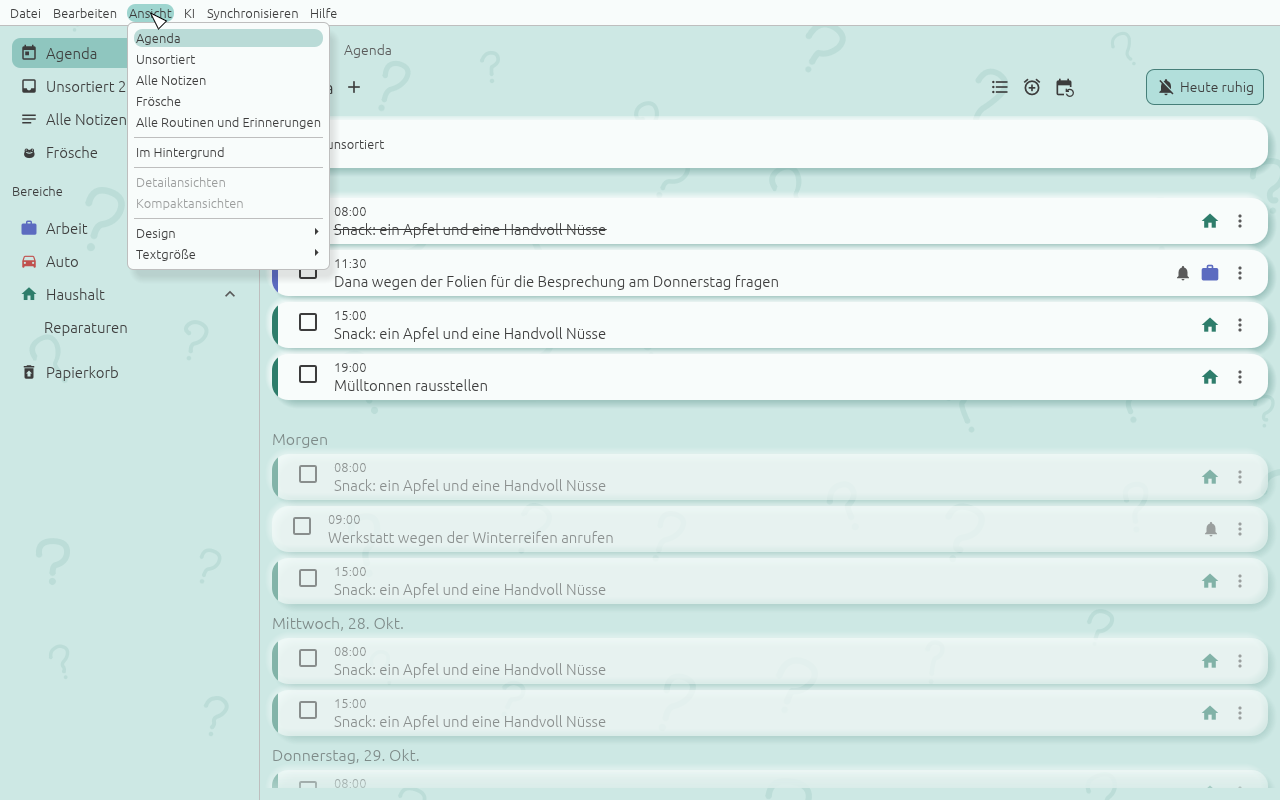 Datei Bearbeiten Ansicht KI Synchronisieren Hilfe
Agenda
Unsortiert
Alle Notizen
Frösche
Alle Routinen und Erinnerungen
Im Hintergrund
Detailansichten
Kompaktansichten
Design
Textgröße
Agenda
Unsortiert 2
Alle Notizen
Frösche
Bereiche
Arbeit
Auto
Haushalt
Reparaturen
Papierkorb
Agenda
Heute ruhig
unsortiert
08:00
Snack: ein Apfel und eine Handvoll Nüsse
11:30
Dana wegen der Folien für die Besprechung am Donnerstag fragen
15:00
Snack: ein Apfel und eine Handvoll Nüsse
19:00
Mülltonnen rausstellen
Morgen
08:00
Snack: ein Apfel und eine Handvoll Nüsse
09:00
Werkstatt wegen der Winterreifen anrufen
15:00
Snack: ein Apfel und eine Handvoll Nüsse
Mittwoch, 28. Okt.
08:00
Snack: ein Apfel und eine Handvoll Nüsse
15:00
Snack: ein Apfel und eine Handvoll Nüsse
Donnerstag, 29. Okt.
08:00